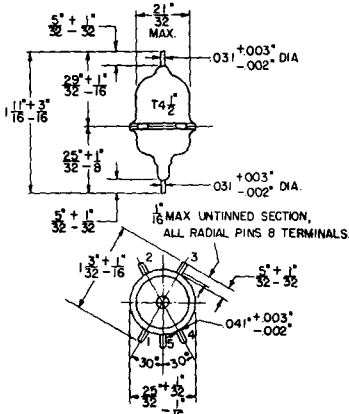 21"
32
MAX.
5" + 1"
32 - 32
.031 +.003" DIA
-.002"
29" + 1"
32 - 16
T4 1"
2
1 11" + 3"
16 - 16
25" + 1"
32 - 8
.031 +.003" DIA.
-.002"
5" + 1"
32 - 32
1" MAX UNTINNED SECTION,
16
ALL RADIAL PINS & TERMINALS.
1 3" + 1"
32 - 16
2 3
5" + 1"
32 - 32
.041" +.003"
-.002"
1 5 4
30° 30°
25" + 1"
32 32
- 1"
16